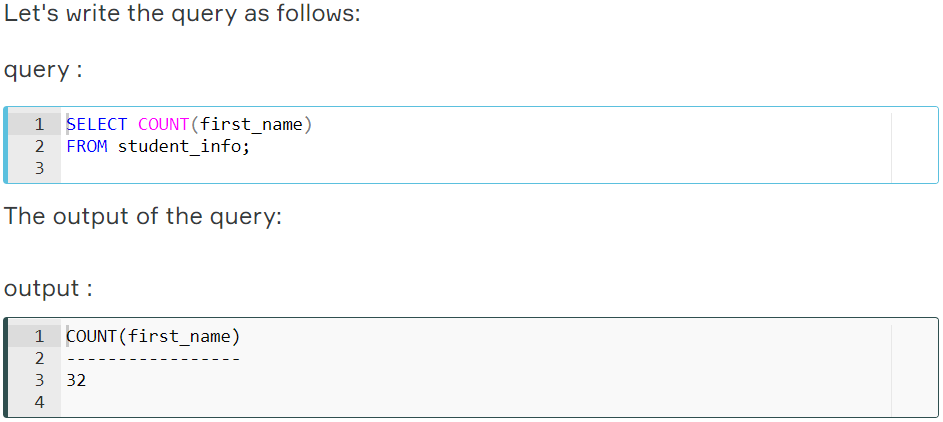 Let's write the query as follows:
query :
1 SELECT COUNT(first_name)
2 FROM student_info;
3
The output of the query:
output :
1 COUNT(first_name)
2 -----------------
3 32
4